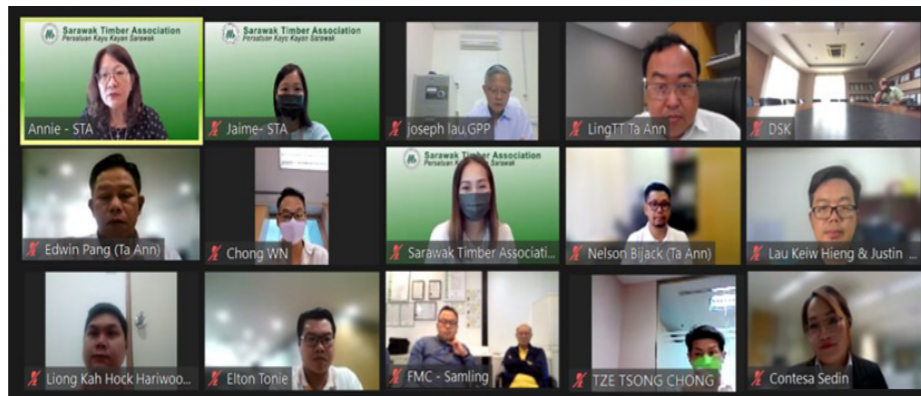 Sarawak Timber Association
Persatuan Kayu Kayan Sarawak
Annie - STA
Sarawak Timber Association
Persatuan Kayu Kayan Sarawak
Jaime- STA
joseph lau,GPP
LingTT Ta Ann
DSK
Edwin Pang (Ta Ann)
Chong WN
Sarawak Timber Association
Persatuan Kayu Kayan Sarawak
Sarawak Timber Associati...
Nelson Bijack (Ta Ann)
Lau Keiw Hieng & Justin ...
Liong Kah Hock Hariwoo...
Elton Tonie
FMC - Samling
TZE TSONG CHONG
Contesa Sedin